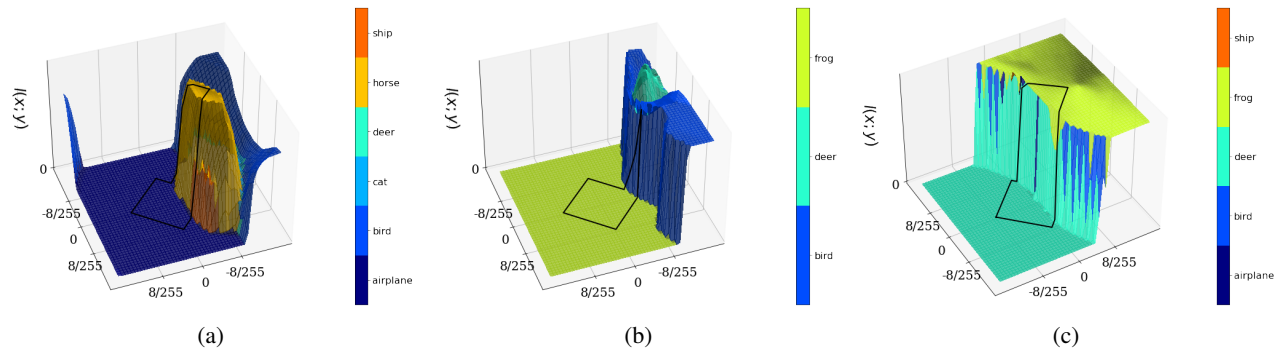 l(x; y)
0
-8/255
0
8/255
8/255
0
-8/255
ship
horse
deer
cat
bird
airplane
(a)
l(x; y)
0
-8/255
0
8/255
8/255
0
-8/255
frog
deer
bird
(b)
l(x; y)
0
-8/255
0
8/255
-8/255
0
8/255
ship
frog
deer
bird
airplane
(c)